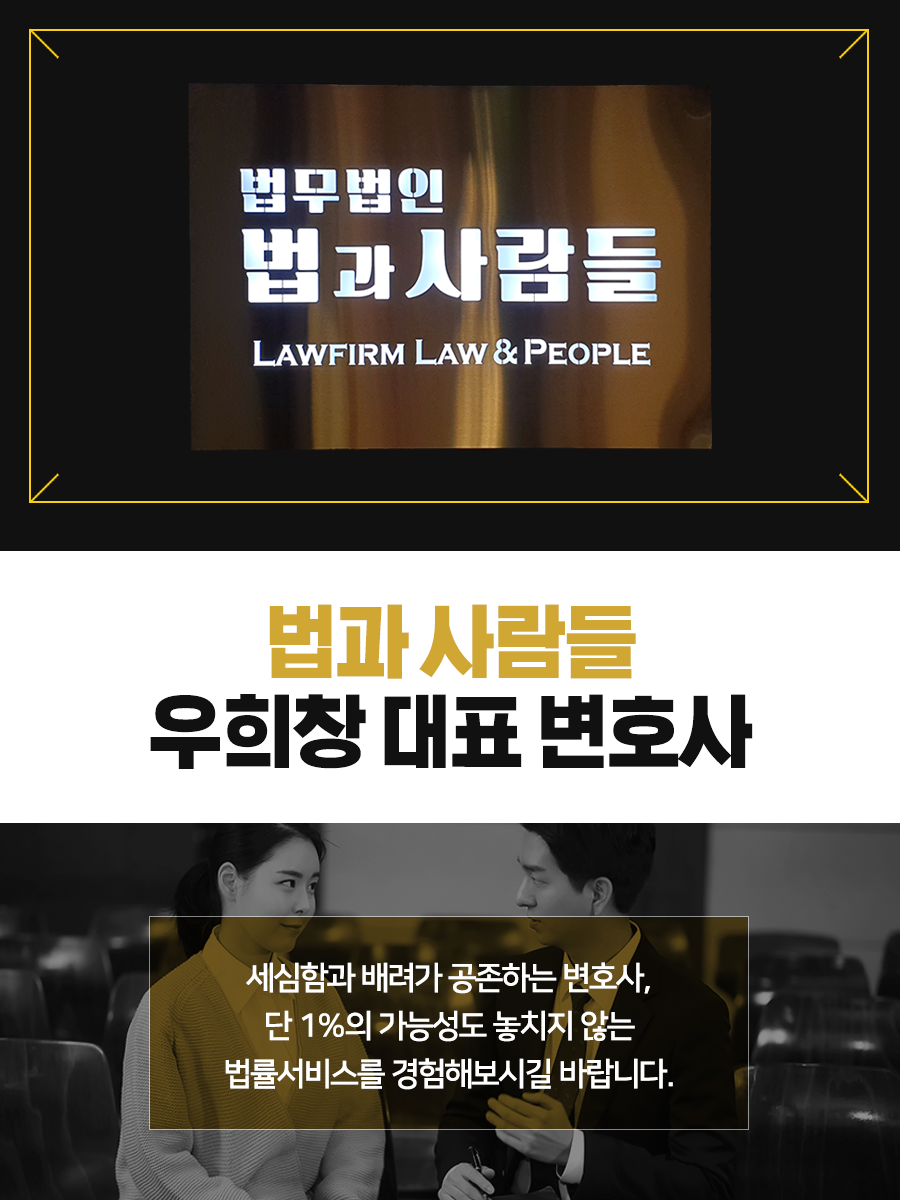 법무법인
법과사람들
LAWFIRM LAW & PEOPLE
법과 사람들
우희창 대표 변호사
세심함과 배려가 공존하는 변호사,
단 1%의 가능성도 놓치지 않는
법률서비스를 경험해보시길 바랍니다.